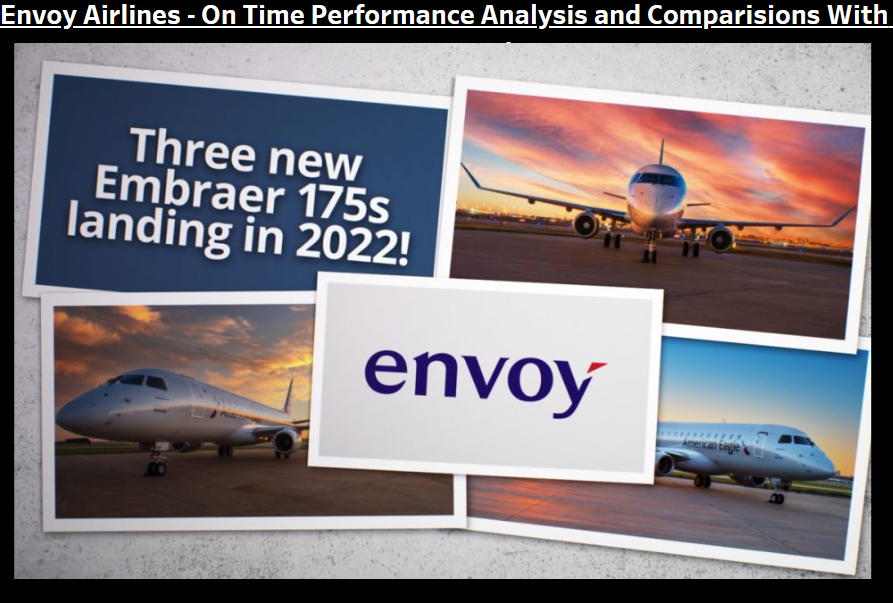 Envoy Airlines - On Time Performance Analysis and Comparisions With
Three new
Embraer 175s
landing in 2022!
envoy
American Eagle